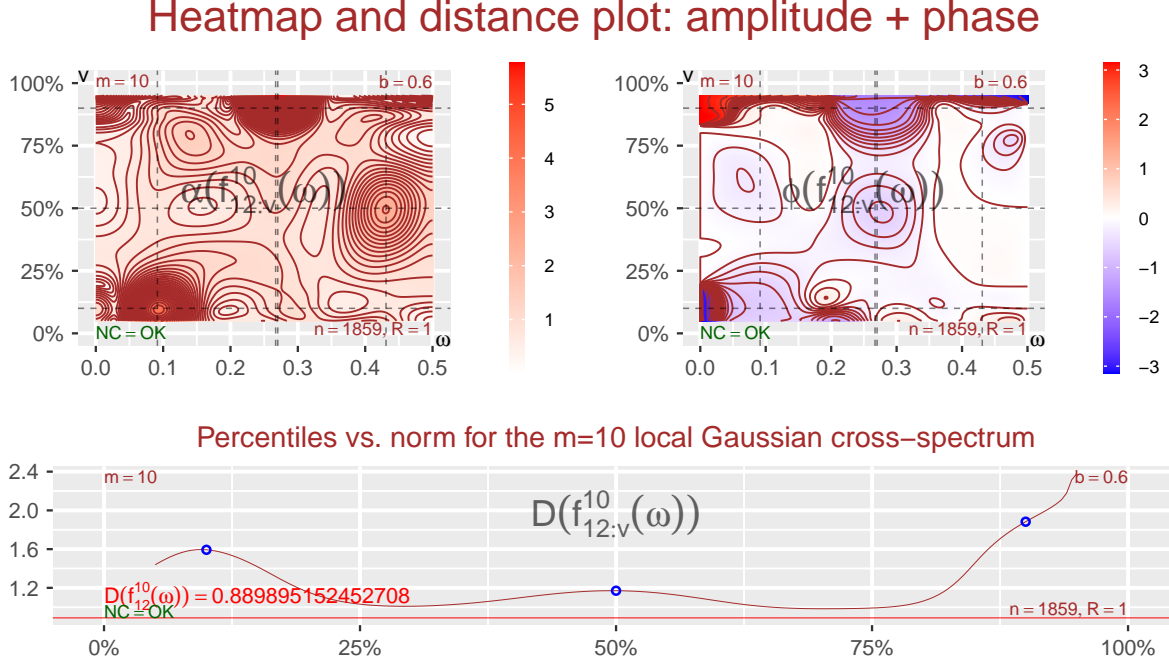 Heatmap and distance plot: amplitude + phase
v
m = 10
b = 0.6
100%
75%
50%
25%
0%
α(f¹⁰₁₂:ᵥ(ω))
NC = OK
n = 1859, R = 1
ω
0.0 0.1 0.2 0.3 0.4 0.5
5
4
3
2
1
v
m = 10
b = 0.6
100%
75%
50%
25%
0%
ϕ(f¹⁰₁₂:ᵥ(ω))
NC = OK
n = 1859, R = 1
ω
0.0 0.1 0.2 0.3 0.4 0.5
3
2
1
0
−1
−2
−3
Percentiles vs. norm for the m=10 local Gaussian cross−spectrum
2.4
2.0
1.6
1.2
m = 10
b = 0.6
D(f¹⁰₁₂:ᵥ(ω))
D(f¹⁰₁₂(ω)) = 0.889895152452708
NC = OK
n = 1859, R = 1
0% 25% 50% 75% 100%